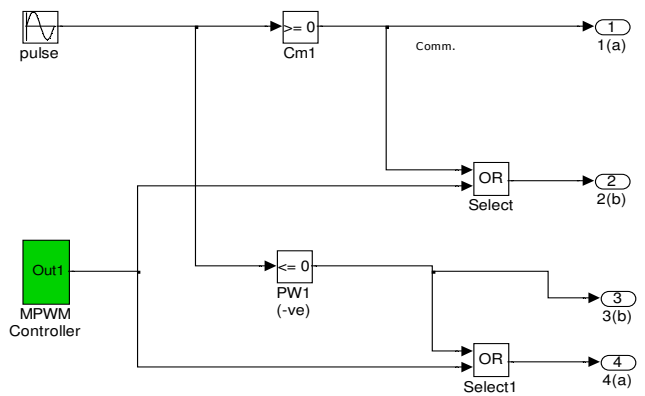 pulse
>= 0
Cm1
Comm.
1
1(a)
OR
Select
2
2(b)
Out1
MPWM
Controller
<= 0
PW1
(-ve)
3
3(b)
OR
Select1
4
4(a)